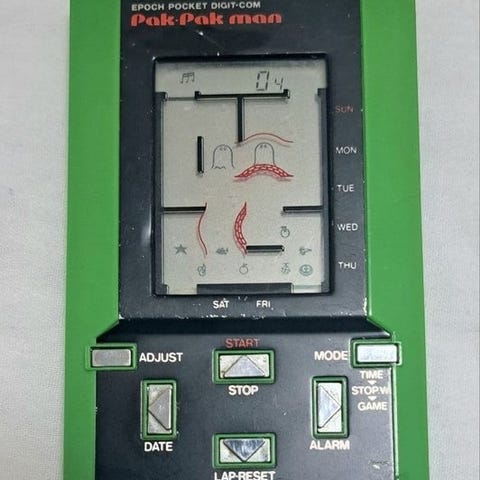 EPOCH POCKET DIGIT-COM
Pak-Pak man
04
SUN
MON
TUE
WED
THU
SAT FRI
START
ADJUST MODE
STOP
TIME
STOP.W
GAME
DATE ALARM
LAP-RESET